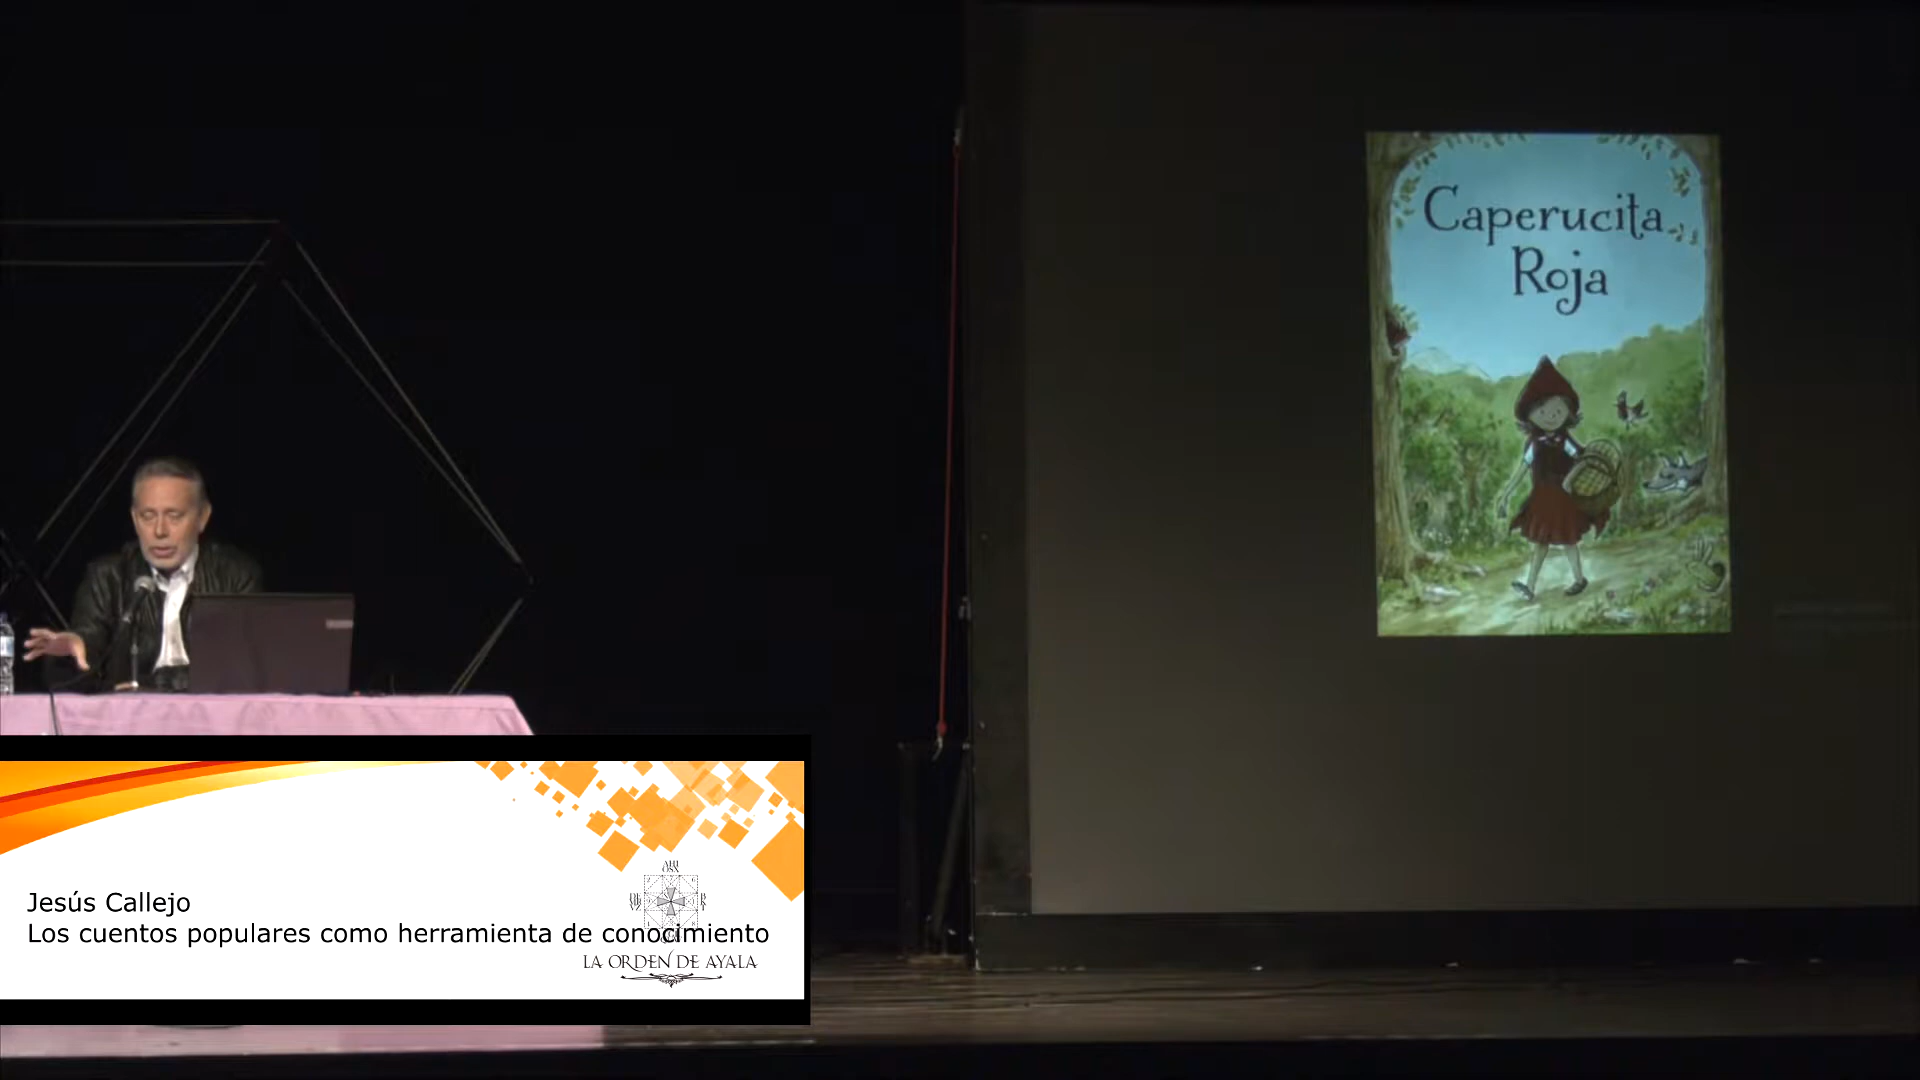 Caperucita
Roja
Jesús Callejo
Los cuentos populares como herramienta de conocimiento
LA ORDEN DE AYALA